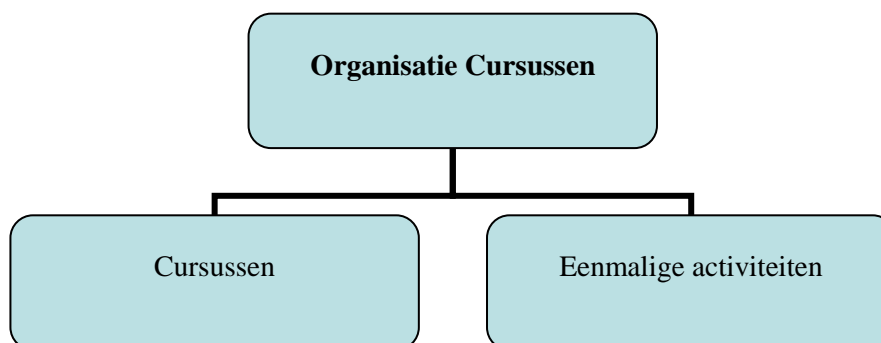 Organisatie Cursussen
Cursussen
Eenmalige activiteiten